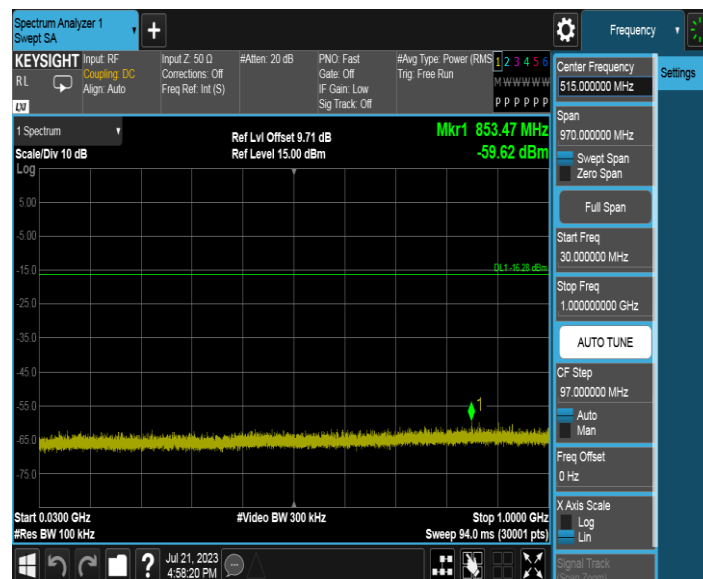 Spectrum Analyzer 1
Swept SA
Frequency
KEYSIGHT
RL
LXI
Input: RF
Coupling: DC
Align: Auto
Input Z: 50 Ω
Corrections: Off
Freq Ref: Int (S)
#Atten: 20 dB
PNO: Fast
Gate: Off
IF Gain: Low
Sig Track: Off
#Avg Type: Power (RMS
Trig: Free Run
1 2 3 4 5 6
M W W W W W
P P P P P P
1 Spectrum
Scale/Div 10 dB
Log
Ref Lvl Offset 9.71 dB
Ref Level 15.00 dBm
Mkr1 853.47 MHz
-59.62 dBm
5.00
-5.00
-15.0
DL1 -16.28 dBm
-25.0
-35.0
-45.0
1
-55.0
-65.0
-75.0
Start 0.0300 GHz
#Res BW 100 kHz
#Video BW 300 kHz
Stop 1.0000 GHz
Sweep 94.0 ms (30001 pts)
?
Jul 21, 2023
4:58:20 PM
Center Frequency
515.000000 MHz
Settings
Span
970.000000 MHz
Swept Span
Zero Span
Full Span
Start Freq
30.000000 MHz
Stop Freq
1.000000000 GHz
AUTO TUNE
CF Step
97.000000 MHz
Auto
Man
Freq Offset
0 Hz
X Axis Scale
Log
Lin
Signal Track
(Span Zoom)